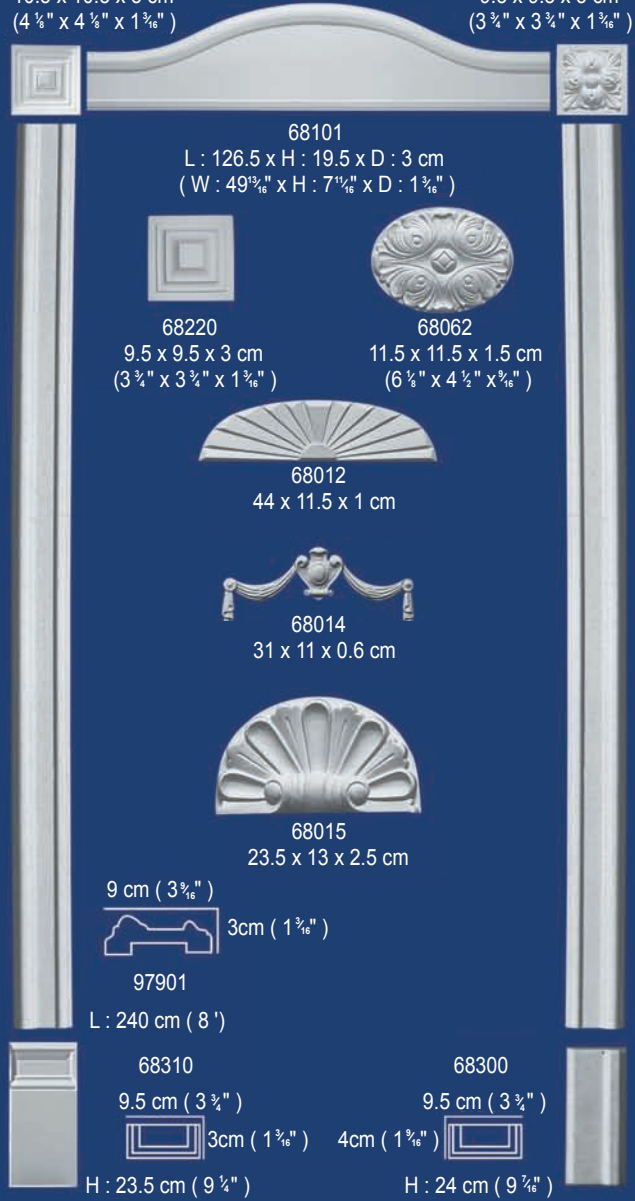 (4 ⅛" x 4 ⅛" x 1 ³⁄₁₆" )
(3 ¾" x 3 ¾" x 1 ³⁄₁₆" )
68101
L : 126.5 x H : 19.5 x D : 3 cm
( W : 49 ¹³⁄₁₆" x H : 7 ¹¹⁄₁₆" x D : 1 ³⁄₁₆" )
68220
9.5 x 9.5 x 3 cm
(3 ¾" x 3 ¾" x 1 ³⁄₁₆" )
68062
11.5 x 11.5 x 1.5 cm
(6 ⅛" x 4 ½" x ⁹⁄₁₆" )
68012
44 x 11.5 x 1 cm
68014
31 x 11 x 0.6 cm
68015
23.5 x 13 x 2.5 cm
9 cm ( 3 ⁹⁄₁₆" )
3cm ( 1 ³⁄₁₆" )
97901
L : 240 cm ( 8 ')
68310
9.5 cm ( 3 ¾" )
3cm ( 1 ³⁄₁₆" )
H : 23.5 cm ( 9 ¼" )
68300
9.5 cm ( 3 ¾" )
4cm ( 1 ⁹⁄₁₆" )
H : 24 cm ( 9 ⁷⁄₁₆" )